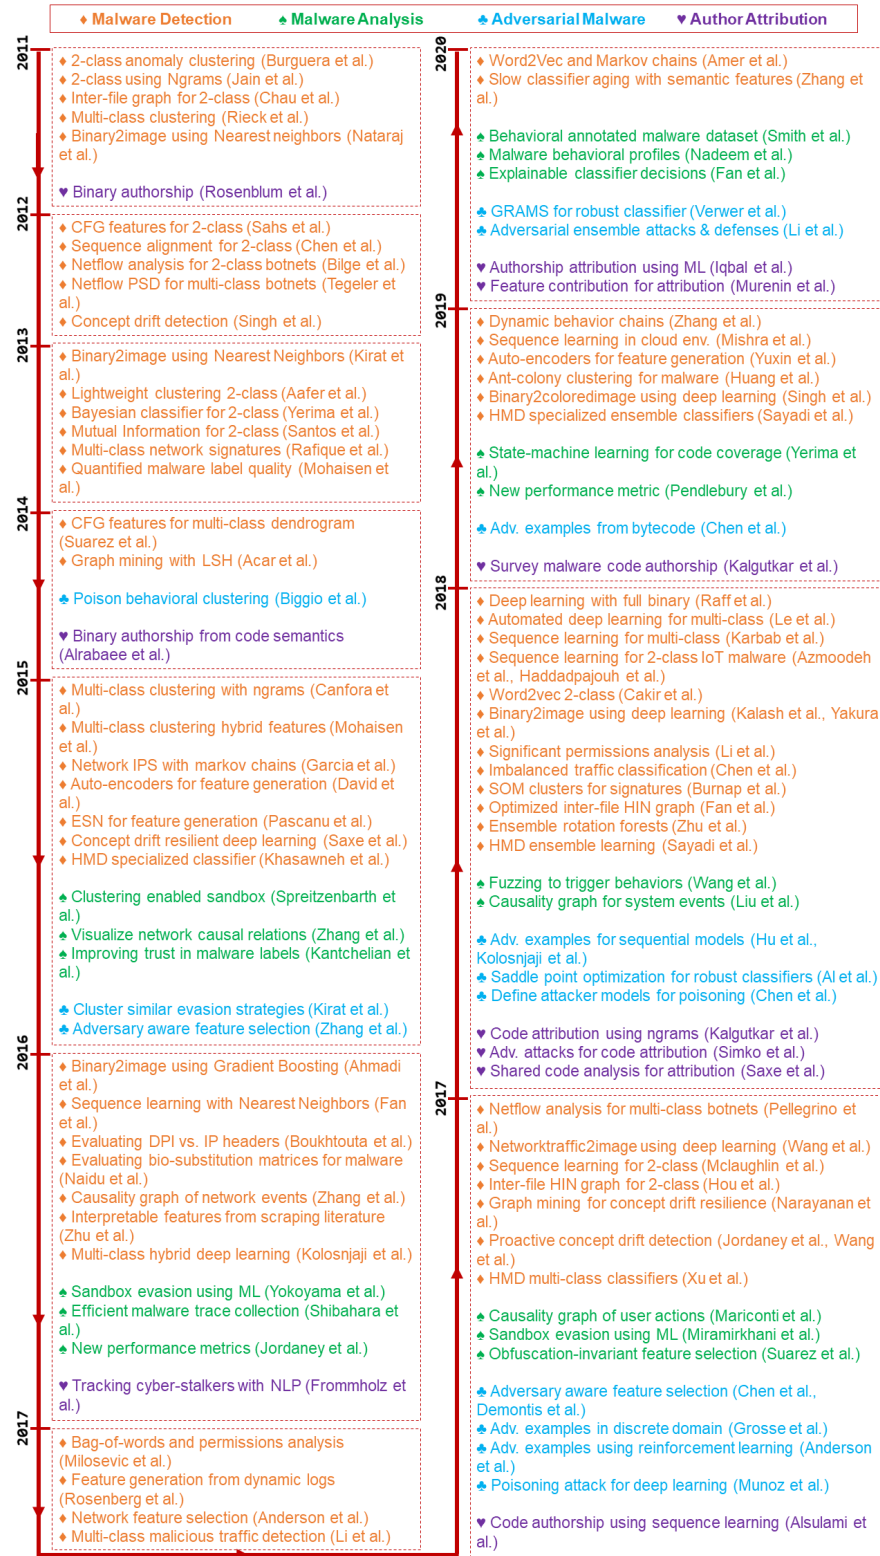 ♦ Malware Detection ♠ Malware Analysis ♣ Adversarial Malware ♥ Author Attribution
2011
♦ 2-class anomaly clustering (Burguera et al.)
♦ 2-class using Ngrams (Jain et al.)
♦ Inter-file graph for 2-class (Chau et al.)
♦ Multi-class clustering (Rieck et al.)
♦ Binary2image using Nearest neighbors (Nataraj
et al.)
♥ Binary authorship (Rosenblum et al.)
2012
♦ CFG features for 2-class (Sahs et al.)
♦ Sequence alignment for 2-class (Chen et al.)
♦ Netflow analysis for 2-class botnets (Bilge et al.)
♦ Netflow PSD for multi-class botnets (Tegeler et
al.)
♦ Concept drift detection (Singh et al.)
2013
♦ Binary2image using Nearest Neighbors (Kirat et
al.)
♦ Lightweight clustering 2-class (Aafer et al.)
♦ Bayesian classifier for 2-class (Yerima et al.)
♦ Mutual Information for 2-class (Santos et al.)
♦ Multi-class network signatures (Rafique et al.)
♦ Quantified malware label quality (Mohaisen et
al.)
2014
♦ CFG features for multi-class dendrogram
(Suarez et al.)
♦ Graph mining with LSH (Acar et al.)
♣ Poison behavioral clustering (Biggio et al.)
♥ Binary authorship from code semantics
(Alrabaee et al.)
2015
♦ Multi-class clustering with ngrams (Canfora et
al.)
♦ Multi-class clustering hybrid features (Mohaisen
et al.)
♦ Network IPS with markov chains (Garcia et al.)
♦ Auto-encoders for feature generation (David et
al.)
♦ ESN for feature generation (Pascanu et al.)
♦ Concept drift resilient deep learning (Saxe et al.)
♦ HMD specialized classifier (Khasawneh et al.)
♠ Clustering enabled sandbox (Spreitzenbarth et
al.)
♠ Visualize network causal relations (Zhang et al.)
♠ Improving trust in malware labels (Kantchelian et
al.)
♣ Cluster similar evasion strategies (Kirat et al.)
♣ Adversary aware feature selection (Zhang et al.)
2016
♦ Binary2image using Gradient Boosting (Ahmadi
et al.)
♦ Sequence learning with Nearest Neighbors (Fan
et al.)
♦ Evaluating DPI vs. IP headers (Boukhtouta et al.)
♦ Evaluating bio-substitution matrices for malware
(Naidu et al.)
♦ Causality graph of network events (Zhang et al.)
♦ Interpretable features from scraping literature
(Zhu et al.)
♦ Multi-class hybrid deep learning (Kolosnjaji et al.)
♠ Sandbox evasion using ML (Yokoyama et al.)
♠ Efficient malware trace collection (Shibahara et
al.)
♠ New performance metrics (Jordaney et al.)
♥ Tracking cyber-stalkers with NLP (Frommholz et
al.)
2017
♦ Bag-of-words and permissions analysis
(Milosevic et al.)
♦ Feature generation from dynamic logs
(Rosenberg et al.)
♦ Network feature selection (Anderson et al.)
♦ Multi-class malicious traffic detection (Li et al.)
2020
♦ Word2Vec and Markov chains (Amer et al.)
♦ Slow classifier aging with semantic features (Zhang et
al.)
♠ Behavioral annotated malware dataset (Smith et al.)
♠ Malware behavioral profiles (Nadeem et al.)
♠ Explainable classifier decisions (Fan et al.)
♣ GRAMS for robust classifier (Verwer et al.)
♣ Adversarial ensemble attacks & defenses (Li et al.)
♥ Authorship attribution using ML (Iqbal et al.)
♥ Feature contribution for attribution (Murenin et al.)
2019
♦ Dynamic behavior chains (Zhang et al.)
♦ Sequence learning in cloud env. (Mishra et al.)
♦ Auto-encoders for feature generation (Yuxin et al.)
♦ Ant-colony clustering for malware (Huang et al.)
♦ Binary2coloredimage using deep learning (Singh et al.)
♦ HMD specialized ensemble classifiers (Sayadi et al.)
♠ State-machine learning for code coverage (Yerima et
al.)
♠ New performance metric (Pendlebury et al.)
♣ Adv. examples from bytecode (Chen et al.)
♥ Survey malware code authorship (Kalgutkar et al.)
2018
♦ Deep learning with full binary (Raff et al.)
♦ Automated deep learning for multi-class (Le et al.)
♦ Sequence learning for multi-class (Karbab et al.)
♦ Sequence learning for 2-class IoT malware (Azmoodeh
et al., Haddadpajouh et al.)
♦ Word2vec 2-class (Cakir et al.)
♦ Binary2image using deep learning (Kalash et al., Yakura
et al.)
♦ Significant permissions analysis (Li et al.)
♦ Imbalanced traffic classification (Chen et al.)
♦ SOM clusters for signatures (Burnap et al.)
♦ Optimized inter-file HIN graph (Fan et al.)
♦ Ensemble rotation forests (Zhu et al.)
♦ HMD ensemble learning (Sayadi et al.)
♠ Fuzzing to trigger behaviors (Wang et al.)
♠ Causality graph for system events (Liu et al.)
♣ Adv. examples for sequential models (Hu et al.,
Kolosnjaji et al.)
♣ Saddle point optimization for robust classifiers (Al et al.)
♣ Define attacker models for poisoning (Chen et al.)
♥ Code attribution using ngrams (Kalgutkar et al.)
♥ Adv. attacks for code attribution (Simko et al.)
♥ Shared code analysis for attribution (Saxe et al.)
2017
♦ Netflow analysis for multi-class botnets (Pellegrino et
al.)
♦ Networktraffic2image using deep learning (Wang et al.)
♦ Sequence learning for 2-class (Mclaughlin et al.)
♦ Inter-file HIN graph for 2-class (Hou et al.)
♦ Graph mining for concept drift resilience (Narayanan et
al.)
♦ Proactive concept drift detection (Jordaney et al., Wang
et al.)
♦ HMD multi-class classifiers (Xu et al.)
♠ Causality graph of user actions (Mariconti et al.)
♠ Sandbox evasion using ML (Miramirkhani et al.)
♠ Obfuscation-invariant feature selection (Suarez et al.)
♣ Adversary aware feature selection (Chen et al.,
Demontis et al.)
♣ Adv. examples in discrete domain (Grosse et al.)
♣ Adv. examples using reinforcement learning (Anderson
et al.)
♣ Poisoning attack for deep learning (Munoz et al.)
♥ Code authorship using sequence learning (Alsulami et
al.)